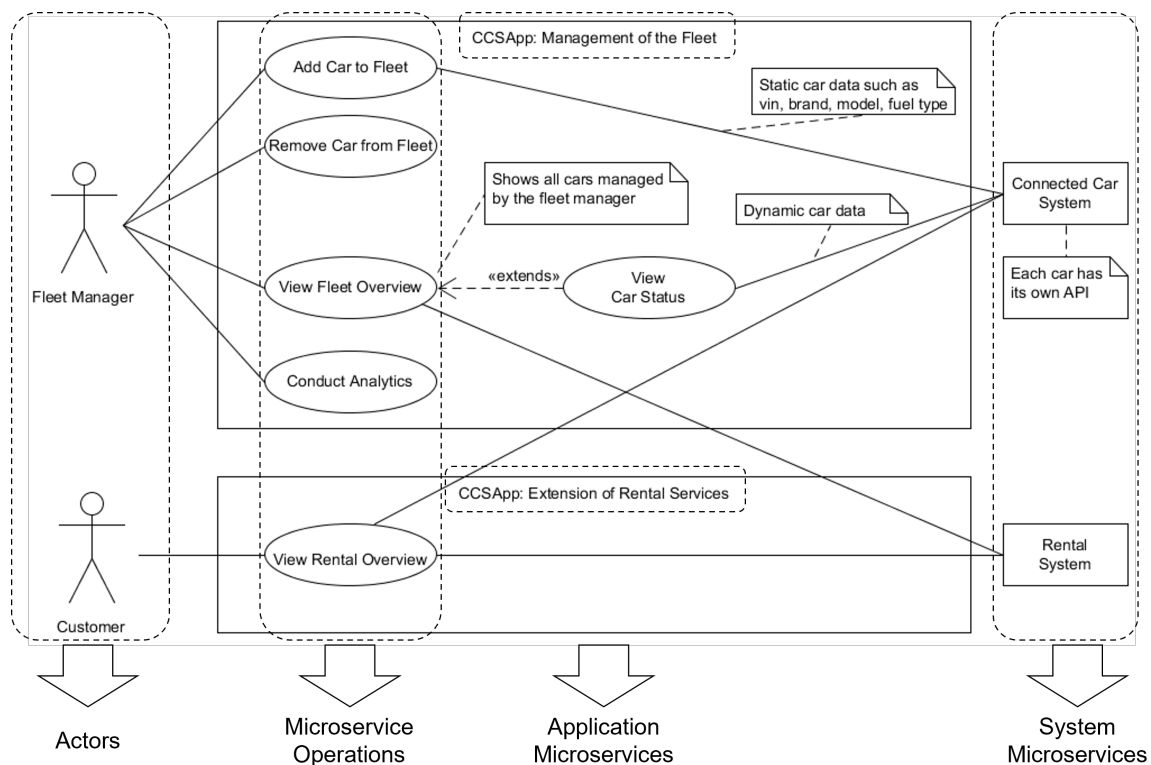 CCSApp: Management of the Fleet
Add Car to Fleet
Static car data such as
vin, brand, model, fuel type
Remove Car from Fleet
Shows all cars managed
by the fleet manager
Connected Car
System
Dynamic car data
Fleet Manager
View Fleet Overview
«extends»
View
Car Status
Each car has
its own API
Conduct Analytics
CCSApp: Extension of Rental Services
View Rental Overview
Rental
System
Customer
Actors
Microservice
Operations
Application
Microservices
System
Microservices